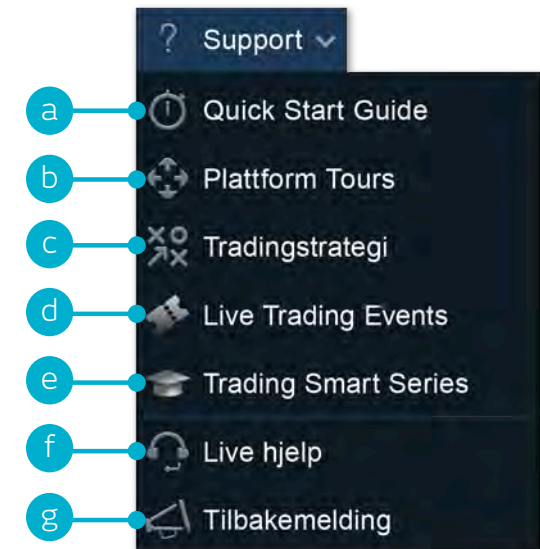 ? Support
a Quick Start Guide
b Plattform Tours
c Tradingstrategi
d Live Trading Events
e Trading Smart Series
f Live hjelp
g Tilbakemelding